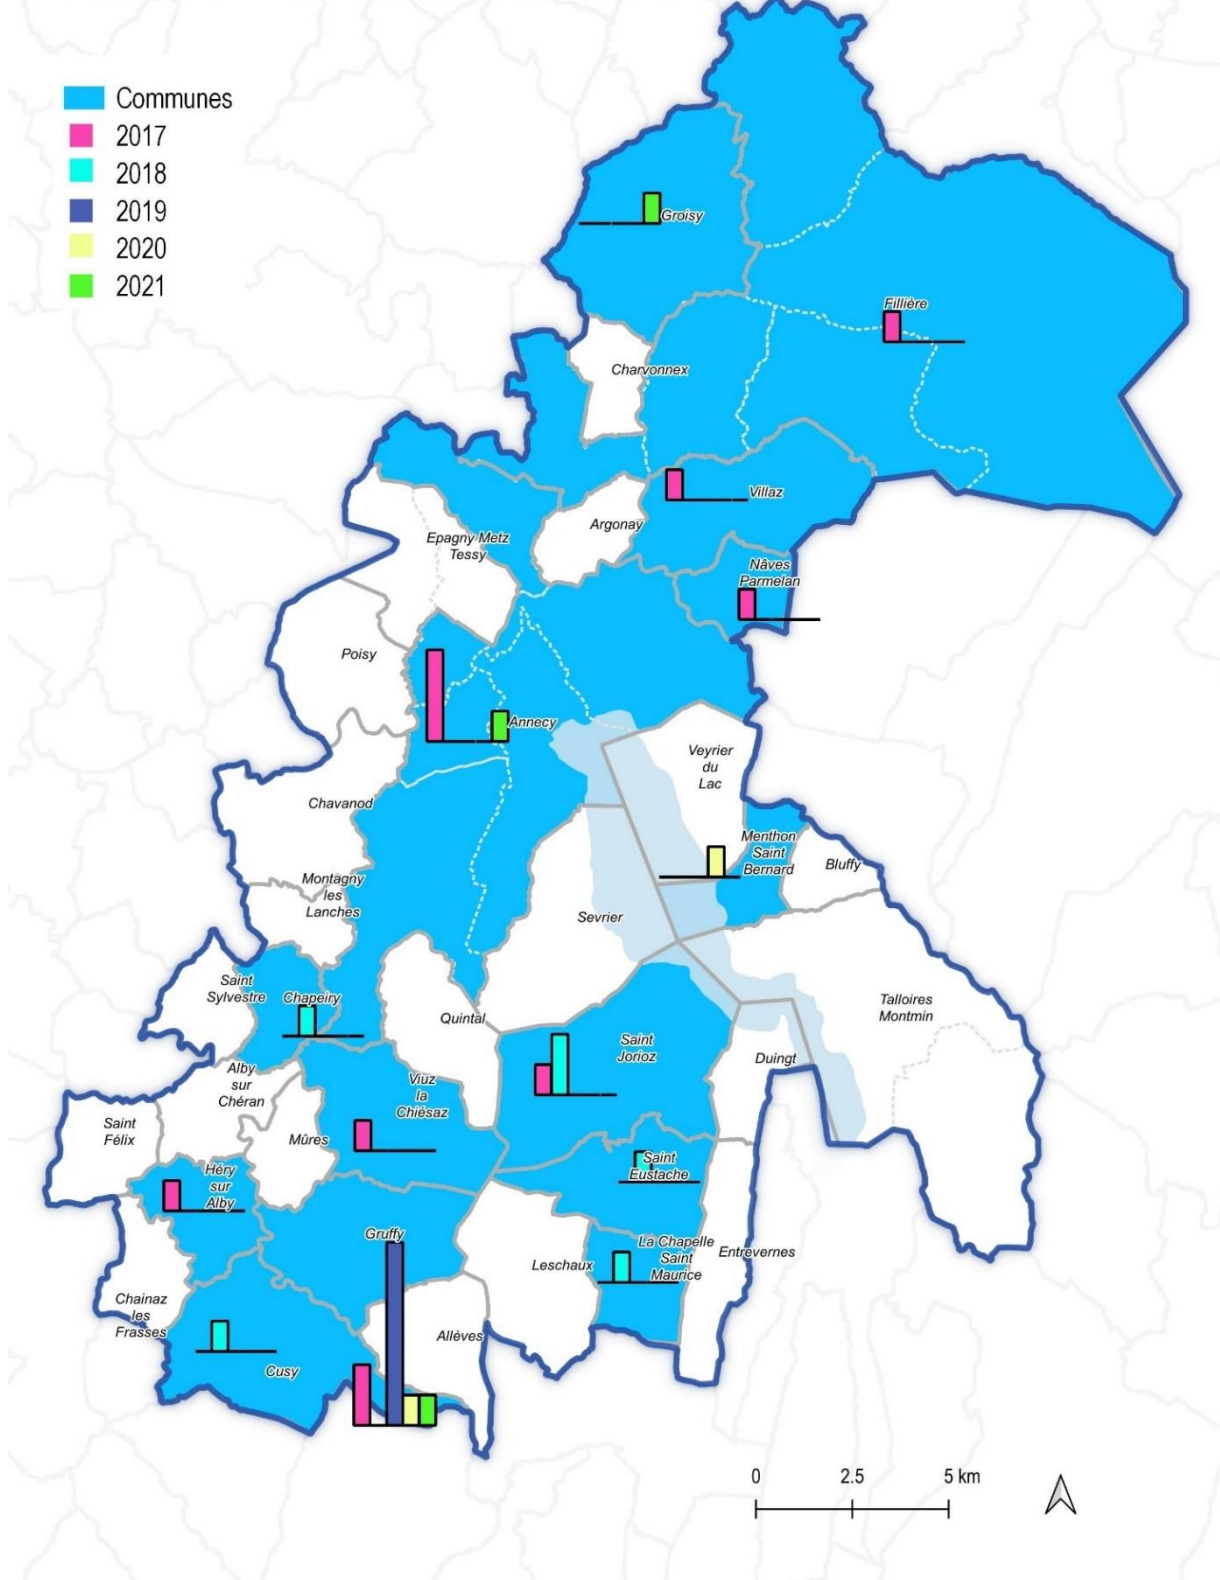 Communes
2017
2018
2019
2020
2021
Groisy
Fillière
Charvonnex
Villaz
Argonay
Epagny Metz
Tessy
Nâves
Parmelan
Poisy
Annecy
Veyrier
du
Lac
Chavanod
Menthon
Saint
Bernard
Bluffy
Montagny
les
Lanches
Sevrier
Saint
Sylvestre
Chapeiry
Quintal
Talloires
Montmin
Saint
Jorioz
Duingt
Alby
sur
Chéran
Viuz
la
Chiésaz
Saint
Félix
Mûres
Saint
Eustache
Héry
sur
Alby
Gruffy
La Chapelle
Saint
Maurice
Entrevernes
Leschaux
Chainaz
les
Frasses
Allèves
Cusy
0 2.5 5 km